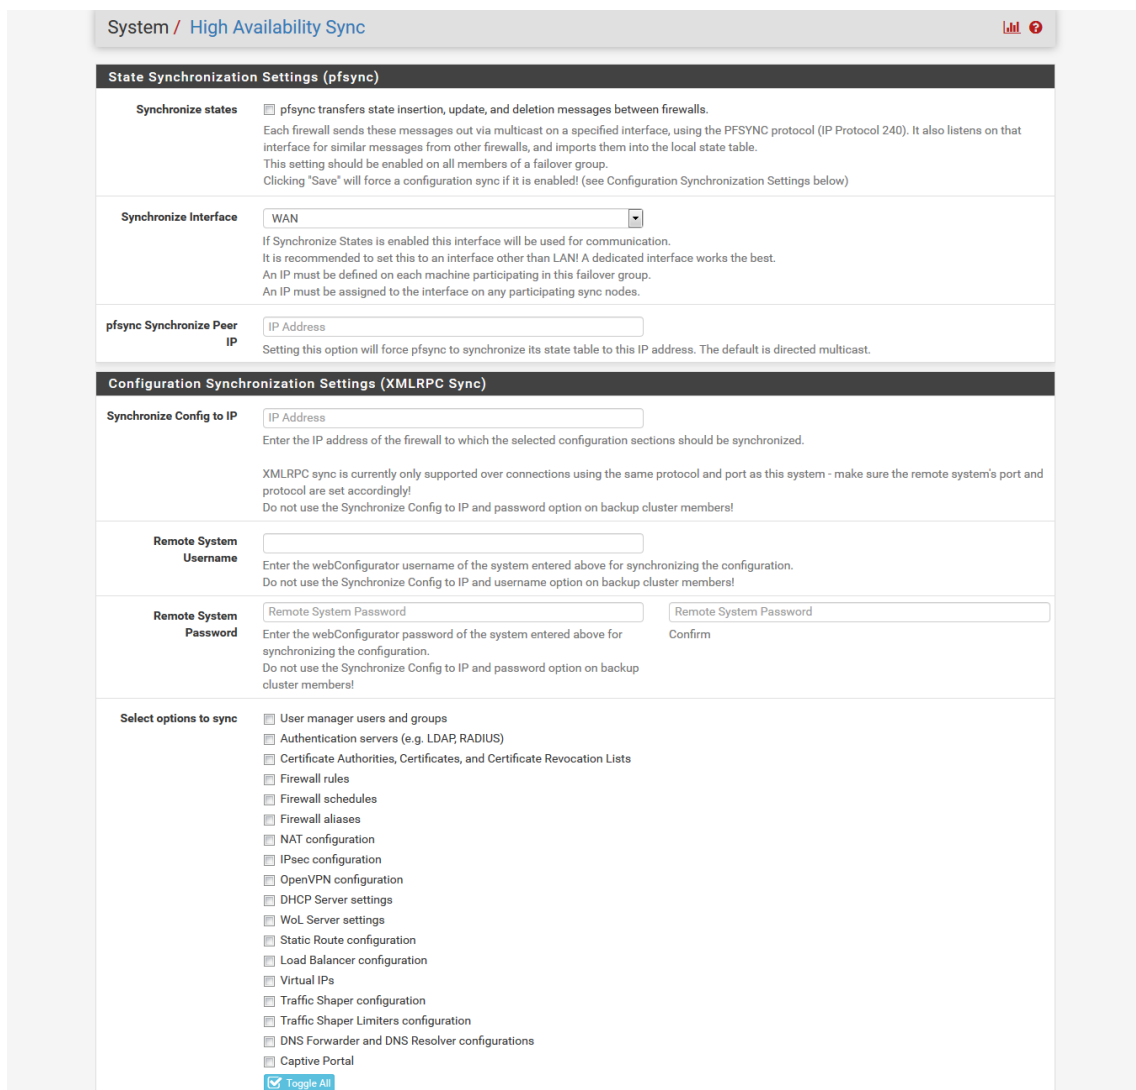 System / High Availability Sync
State Synchronization Settings (pfsync)
Synchronize states
pfsync transfers state insertion, update, and deletion messages between firewalls.
Each firewall sends these messages out via multicast on a specified interface, using the PFSYNC protocol (IP Protocol 240). It also listens on that
interface for similar messages from other firewalls, and imports them into the local state table.
This setting should be enabled on all members of a failover group.
Clicking "Save" will force a configuration sync if it is enabled! (see Configuration Synchronization Settings below)
Synchronize Interface
WAN
If Synchronize States is enabled this interface will be used for communication.
It is recommended to set this to an interface other than LAN! A dedicated interface works the best.
An IP must be defined on each machine participating in this failover group.
An IP must be assigned to the interface on any participating sync nodes.
pfsync Synchronize Peer
IP
IP Address
Setting this option will force pfsync to synchronize its state table to this IP address. The default is directed multicast.
Configuration Synchronization Settings (XMLRPC Sync)
Synchronize Config to IP
IP Address
Enter the IP address of the firewall to which the selected configuration sections should be synchronized.
XMLRPC sync is currently only supported over connections using the same protocol and port as this system - make sure the remote system's port and
protocol are set accordingly!
Do not use the Synchronize Config to IP and password option on backup cluster members!
Remote System
Username
Enter the webConfigurator username of the system entered above for synchronizing the configuration.
Do not use the Synchronize Config to IP and username option on backup cluster members!
Remote System
Password
Remote System Password
Enter the webConfigurator password of the system entered above for
synchronizing the configuration.
Do not use the Synchronize Config to IP and password option on backup
cluster members!
Remote System Password
Confirm
Select options to sync
User manager users and groups
Authentication servers (e.g. LDAP, RADIUS)
Certificate Authorities, Certificates, and Certificate Revocation Lists
Firewall rules
Firewall schedules
Firewall aliases
NAT configuration
IPsec configuration
OpenVPN configuration
DHCP Server settings
WoL Server settings
Static Route configuration
Load Balancer configuration
Virtual IPs
Traffic Shaper configuration
Traffic Shaper Limiters configuration
DNS Forwarder and DNS Resolver configurations
Captive Portal
Toggle All